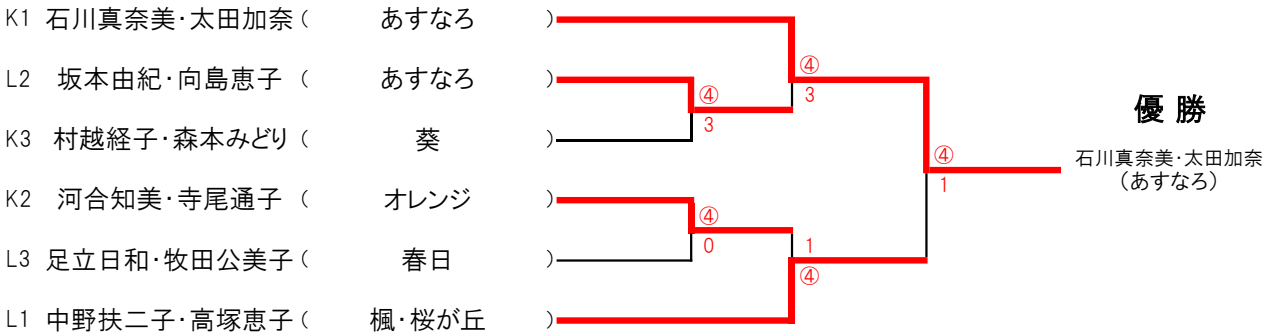 K1 石川真奈美・太田加奈( あすなろ )
④
L2 坂本由紀・向島恵子 ( あすなろ )
④ 3
優 勝
3
K3 村越経子・森本みどり ( 葵 )
④ 石川真奈美・太田加奈
1 (あすなろ)
K2 河合知美・寺尾通子 ( オレンジ )
④
0 1
L3 足立日和・牧田公美子( 春日 )
④
L1 中野扶二子・高塚恵子( 楓・桜が丘 )